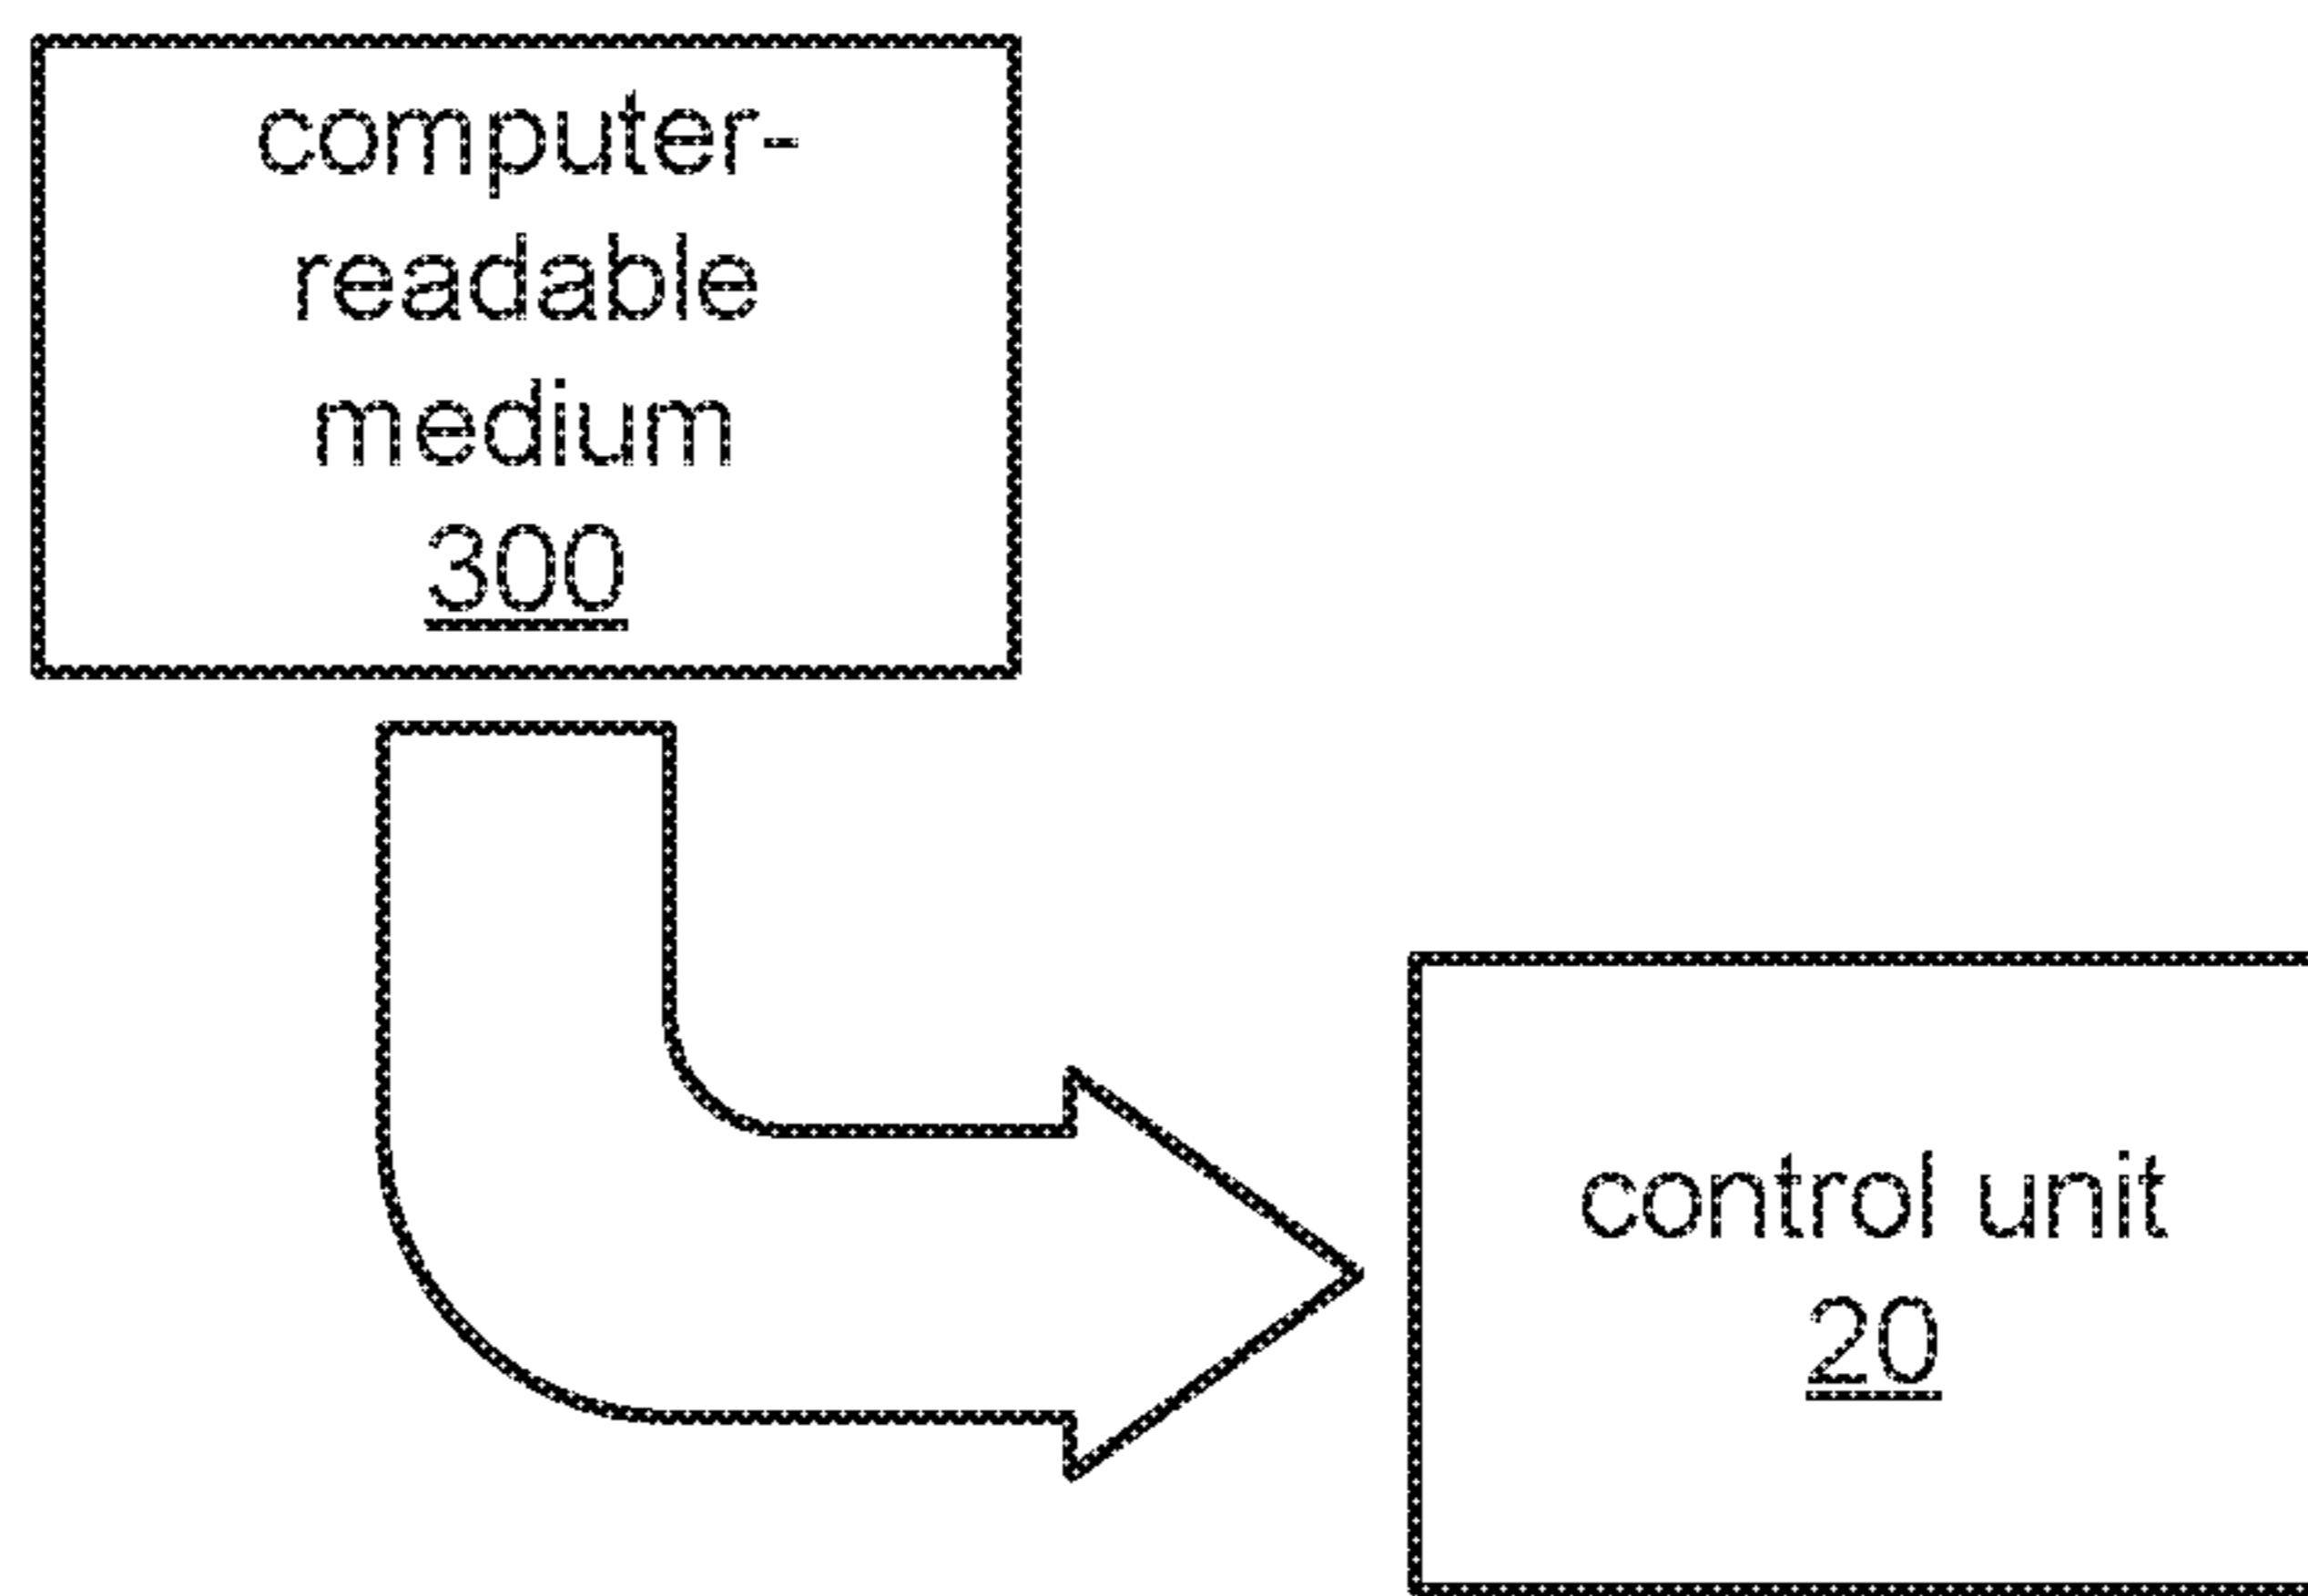 computer-
readable
medium
300
control unit
20